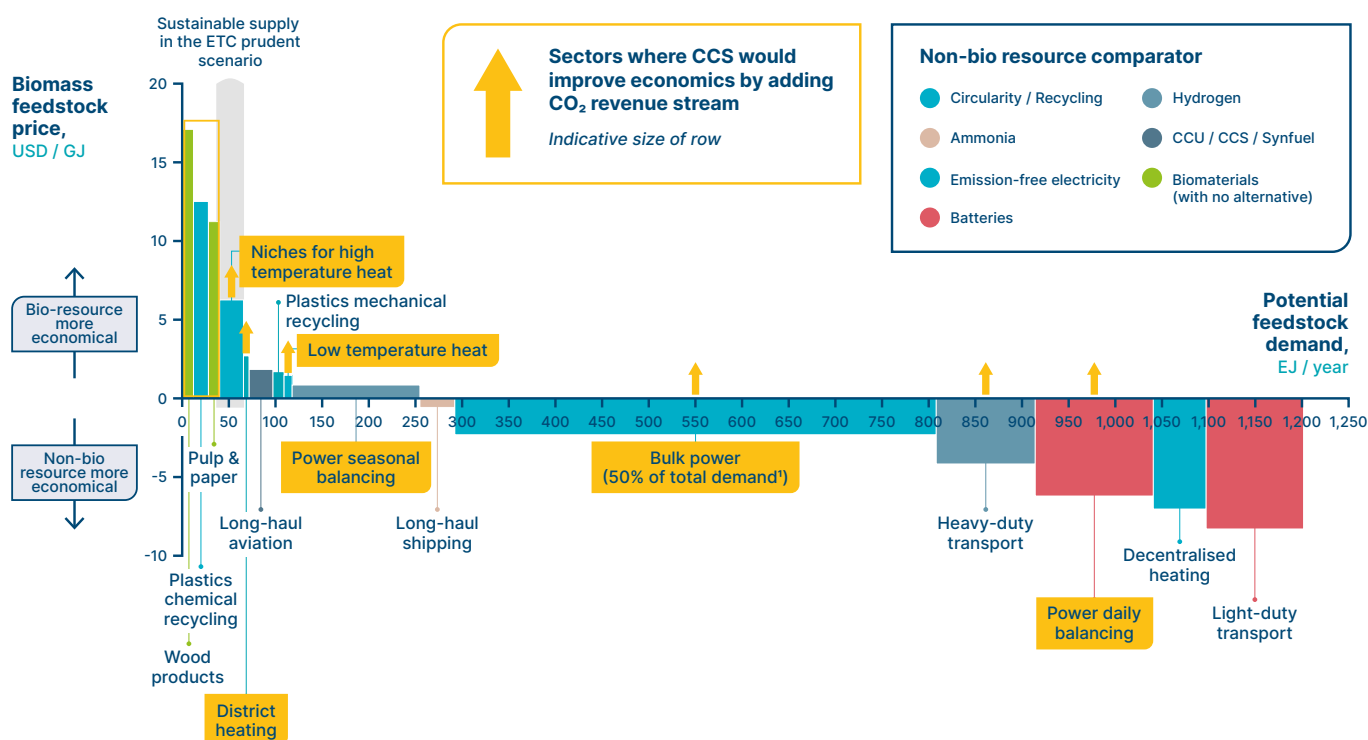 Sustainable supply
in the ETC prudent
scenario
Biomass
feedstock
price,
USD / GJ
20
15
10
5
0
-5
-10
Bio-resource
more
economical
Non-bio
resource more
economical
Sectors where CCS would
improve economics by adding
CO₂ revenue stream
Indicative size of row
Non-bio resource comparator
Circularity / Recycling
Hydrogen
Ammonia
CCU / CCS / Synfuel
Emission-free electricity
Biomaterials
(with no alternative)
Batteries
Niches for high
temperature heat
Plastics mechanical
recycling
Low temperature heat
Potential
feedstock
demand,
EJ / year
0 50 100 150 200 250 300 350 400 450 500 550 600 650 700 750 800 850 900 950 1,000 1,050 1,100 1,150 1,200 1,250
Pulp &
paper
Power seasonal
balancing
Bulk power
(50% of total demand¹)
Long-haul
aviation
Long-haul
shipping
Heavy-duty
transport
Decentralised
heating
Plastics
chemical
recycling
Power daily
balancing
Light-duty
transport
Wood
products
District
heating